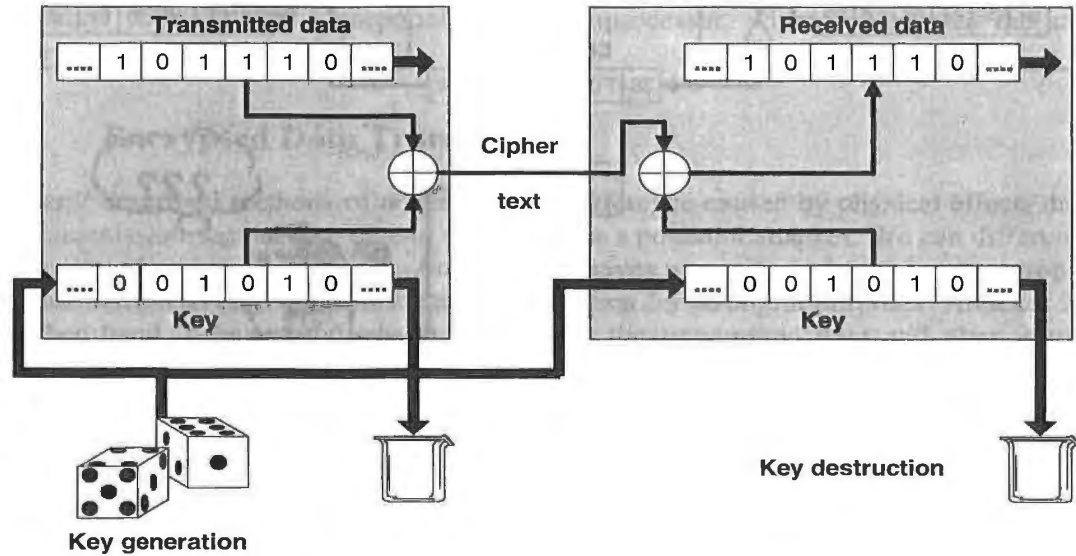 Transmitted data
.... 1 0 1 1 1 0 ....
Received data
.... 1 0 1 1 1 0 ....
Cipher
text
.... 0 0 1 0 1 0 ....
Key
.... 0 0 1 0 1 0 ....
Key
Key generation
Key destruction